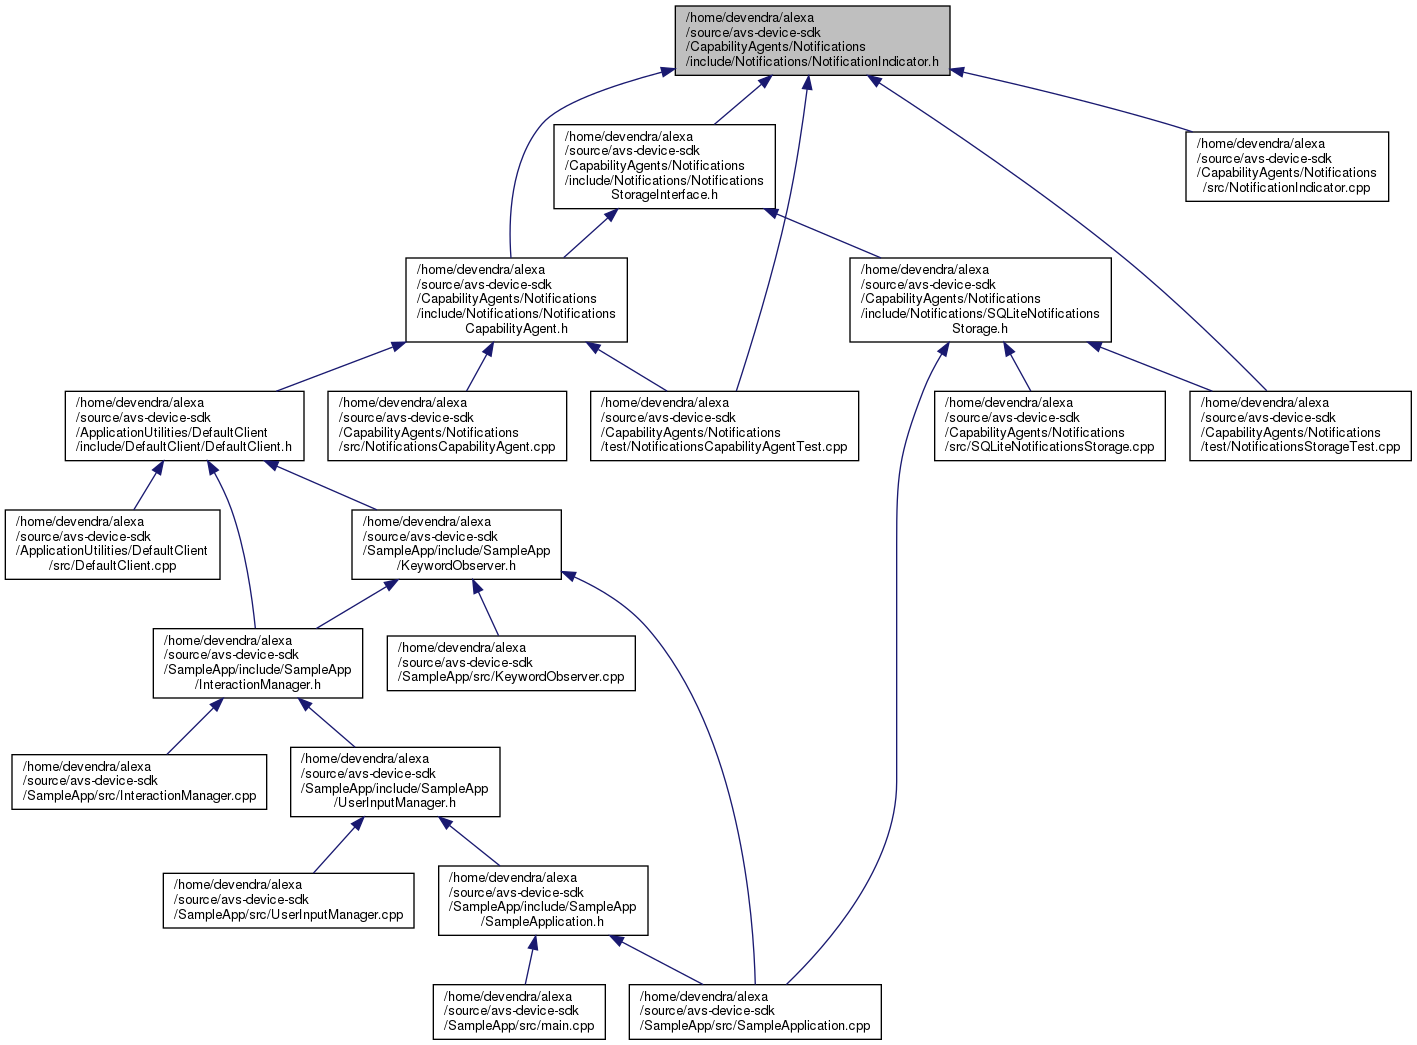 /home/devendra/alexa
/source/avs-device-sdk
/CapabilityAgents/Notifications
/include/Notifications/NotificationIndicator.h
/home/devendra/alexa
/source/avs-device-sdk
/CapabilityAgents/Notifications
/include/Notifications/Notifications
StorageInterface.h
/home/devendra/alexa
/source/avs-device-sdk
/CapabilityAgents/Notifications
/src/NotificationIndicator.cpp
/home/devendra/alexa
/source/avs-device-sdk
/CapabilityAgents/Notifications
/include/Notifications/Notifications
CapabilityAgent.h
/home/devendra/alexa
/source/avs-device-sdk
/CapabilityAgents/Notifications
/include/Notifications/SQLiteNotifications
Storage.h
/home/devendra/alexa
/source/avs-device-sdk
/ApplicationUtilities/DefaultClient
/include/DefaultClient/DefaultClient.h
/home/devendra/alexa
/source/avs-device-sdk
/CapabilityAgents/Notifications
/src/NotificationsCapabilityAgent.cpp
/home/devendra/alexa
/source/avs-device-sdk
/CapabilityAgents/Notifications
/test/NotificationsCapabilityAgentTest.cpp
/home/devendra/alexa
/source/avs-device-sdk
/CapabilityAgents/Notifications
/src/SQLiteNotificationsStorage.cpp
/home/devendra/alexa
/source/avs-device-sdk
/CapabilityAgents/Notifications
/test/NotificationsStorageTest.cpp
/home/devendra/alexa
/source/avs-device-sdk
/ApplicationUtilities/DefaultClient
/src/DefaultClient.cpp
/home/devendra/alexa
/source/avs-device-sdk
/SampleApp/include/SampleApp
/KeywordObserver.h
/home/devendra/alexa
/source/avs-device-sdk
/SampleApp/include/SampleApp
/InteractionManager.h
/home/devendra/alexa
/source/avs-device-sdk
/SampleApp/src/KeywordObserver.cpp
/home/devendra/alexa
/source/avs-device-sdk
/SampleApp/src/InteractionManager.cpp
/home/devendra/alexa
/source/avs-device-sdk
/SampleApp/include/SampleApp
/UserInputManager.h
/home/devendra/alexa
/source/avs-device-sdk
/SampleApp/src/UserInputManager.cpp
/home/devendra/alexa
/source/avs-device-sdk
/SampleApp/include/SampleApp
/SampleApplication.h
/home/devendra/alexa
/source/avs-device-sdk
/SampleApp/src/main.cpp
/home/devendra/alexa
/source/avs-device-sdk
/SampleApp/src/SampleApplication.cpp